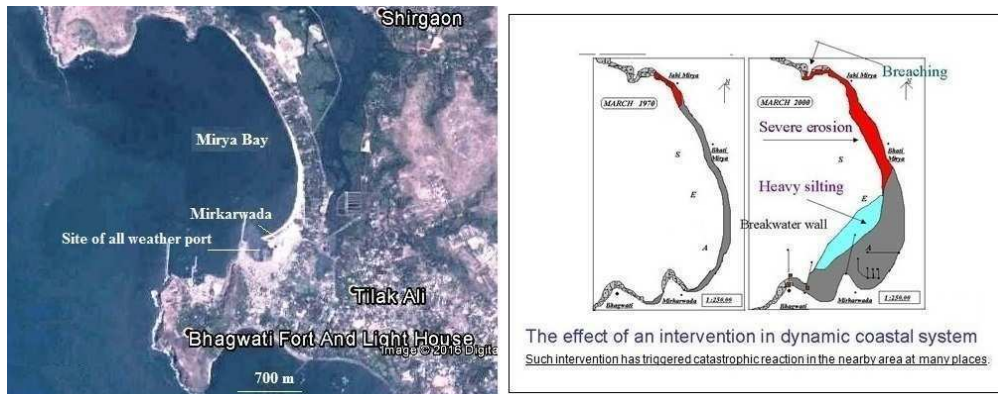 Shirgaon
Mirya Bay
Mirkarwada
Site of all weather port
Tilak Ali
Bhagwati Fort And Light House
Image © 2016 Digita
700 m
Breaching
Jaki Mirya
Jaki Mirya
N
N
MARCH 1970
MARCH 2000
Severe erosion
Bhati
Mirya
Bhati
Mirya
S
S
Heavy silting
E
E
Breakwater wall
A
A
Bhagwati
Mirkarwada
1:250,00
Bhagwati
Mirkarwada
1:250,00
The effect of an intervention in dynamic coastal system
Such intervention has triggered catastrophic reaction in the nearby area at many places.